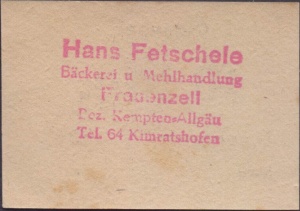 Hans Fetschele
Bäckerei u Mehlhandlung
Frauenzell
Bez. Kempten-Allgäu
Tel. 64 Kimratshofen